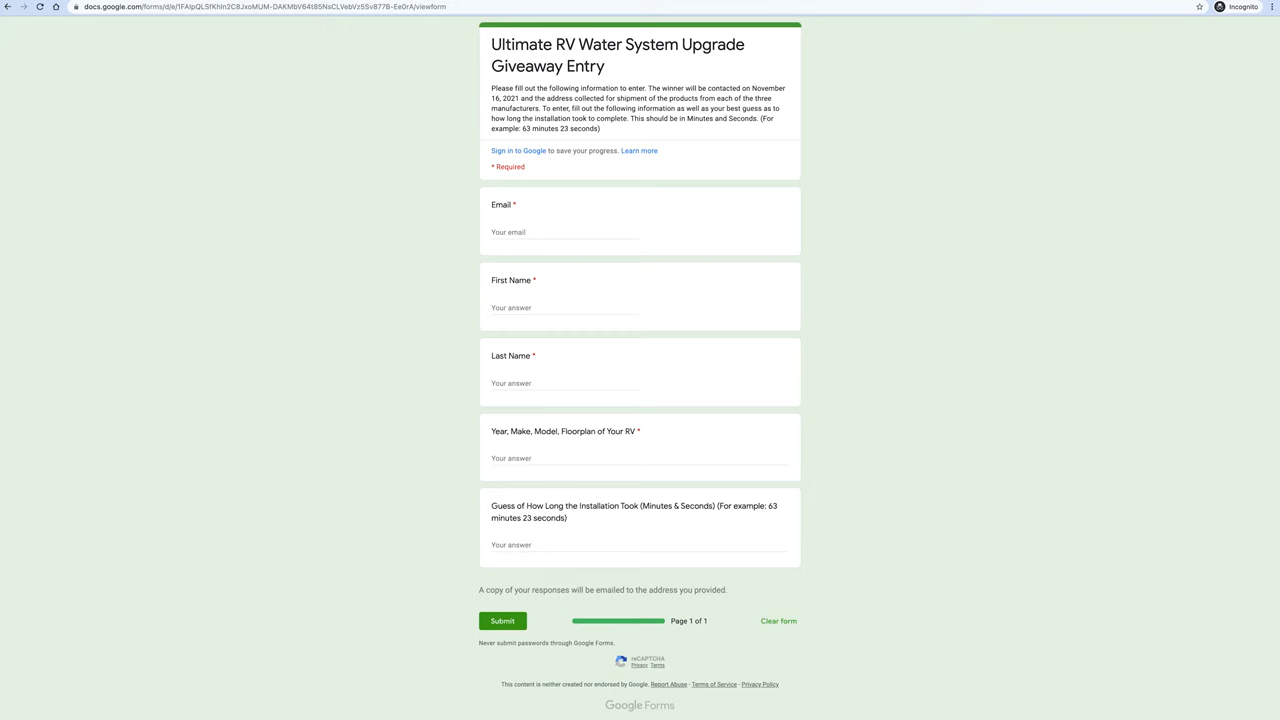 docs.google.com/forms/d/e/1FAIpQLSfKhIn2C8JxoMUM-DAKMbV64t85NsCLVebVz5Sv877B-Ee0rA/viewform
Incognito
Ultimate RV Water System Upgrade
Giveaway Entry
Please fill out the following information to enter. The winner will be contacted on November
16, 2021 and the address collected for shipment of the products from each of the three
manufacturers. To enter, fill out the following information as well as your best guess as to
how long the installation took to complete. This should be in Minutes and Seconds. (For
example: 63 minutes 23 seconds)
Sign in to Google to save your progress. Learn more
* Required
Email *
Your email
First Name *
Your answer
Last Name *
Your answer
Year, Make, Model, Floorplan of Your RV *
Your answer
Guess of How Long the Installation Took (Minutes & Seconds) (For example: 63
minutes 23 seconds)
Your answer
A copy of your responses will be emailed to the address you provided.
Submit
Page 1 of 1
Clear form
Never submit passwords through Google Forms.
reCAPTCHA
Privacy Terms
This content is neither created nor endorsed by Google. Report Abuse - Terms of Service - Privacy Policy
Google Forms